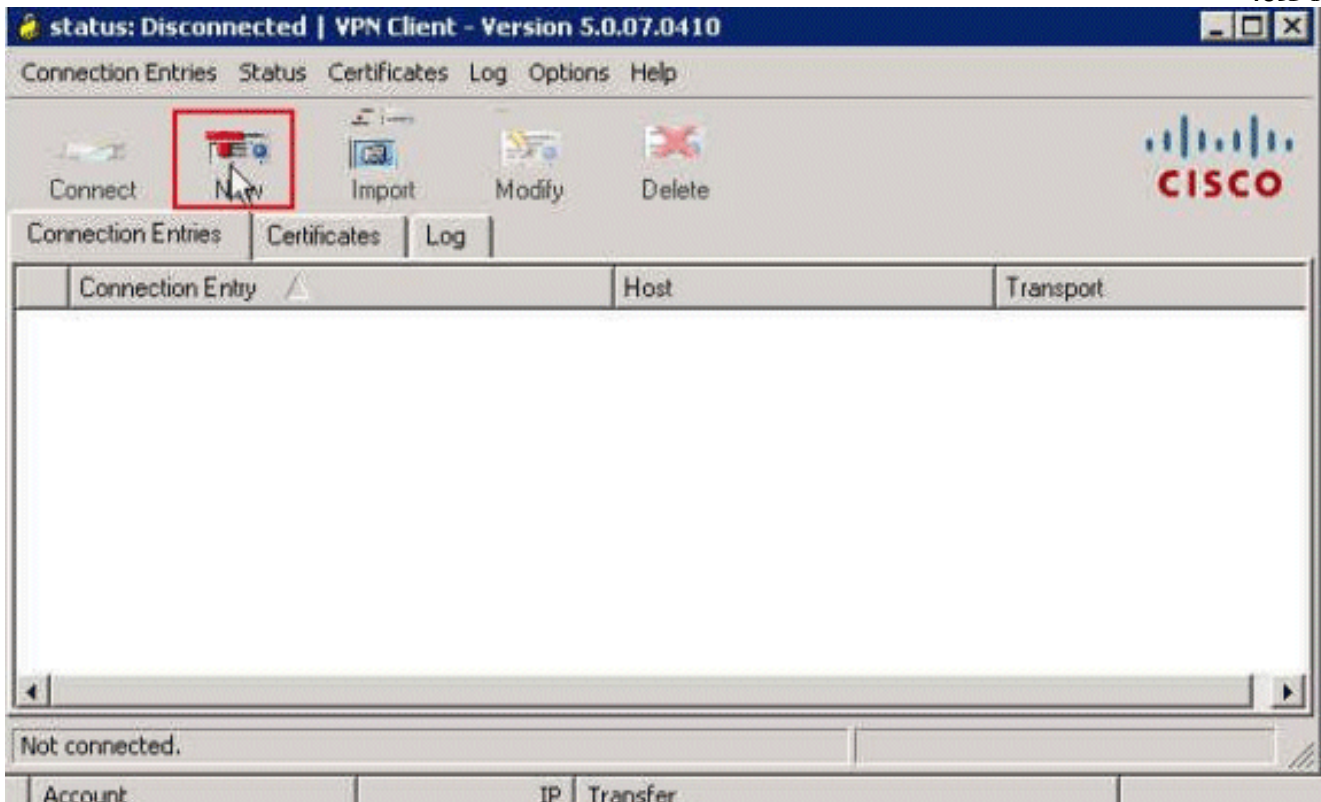 status: Disconnected | VPN Client - Version 5.0.07.0410
Connection Entries Status Certificates Log Options Help
Connect New Import Modify Delete
CISCO
Connection Entries Certificates Log
Connection Entry Host Transport
Not connected.
Account IP Transfer